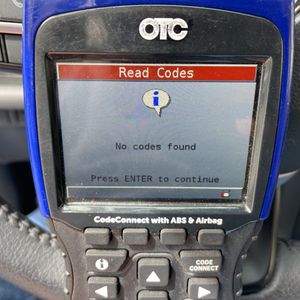 OTC
Read Codes
i
No codes found
Press ENTER to continue
CodeConnect with ABS & Airbag
i
CODE
CONNECT